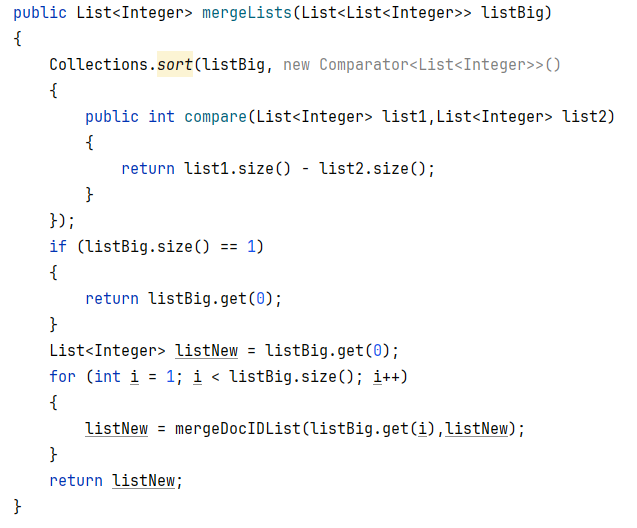 public List<Integer> mergeLists(List<List<Integer>> listBig)
{
    Collections.sort(listBig, new Comparator<List<Integer>>()
    {
        public int compare(List<Integer> list1,List<Integer> list2)
        {
            return list1.size() - list2.size();
        }
    });
    if (listBig.size() == 1)
    {
        return listBig.get(0);
    }
    List<Integer> listNew = listBig.get(0);
    for (int i = 1; i < listBig.size(); i++)
    {
        listNew = mergeDocIDList(listBig.get(i),listNew);
    }
    return listNew;
}